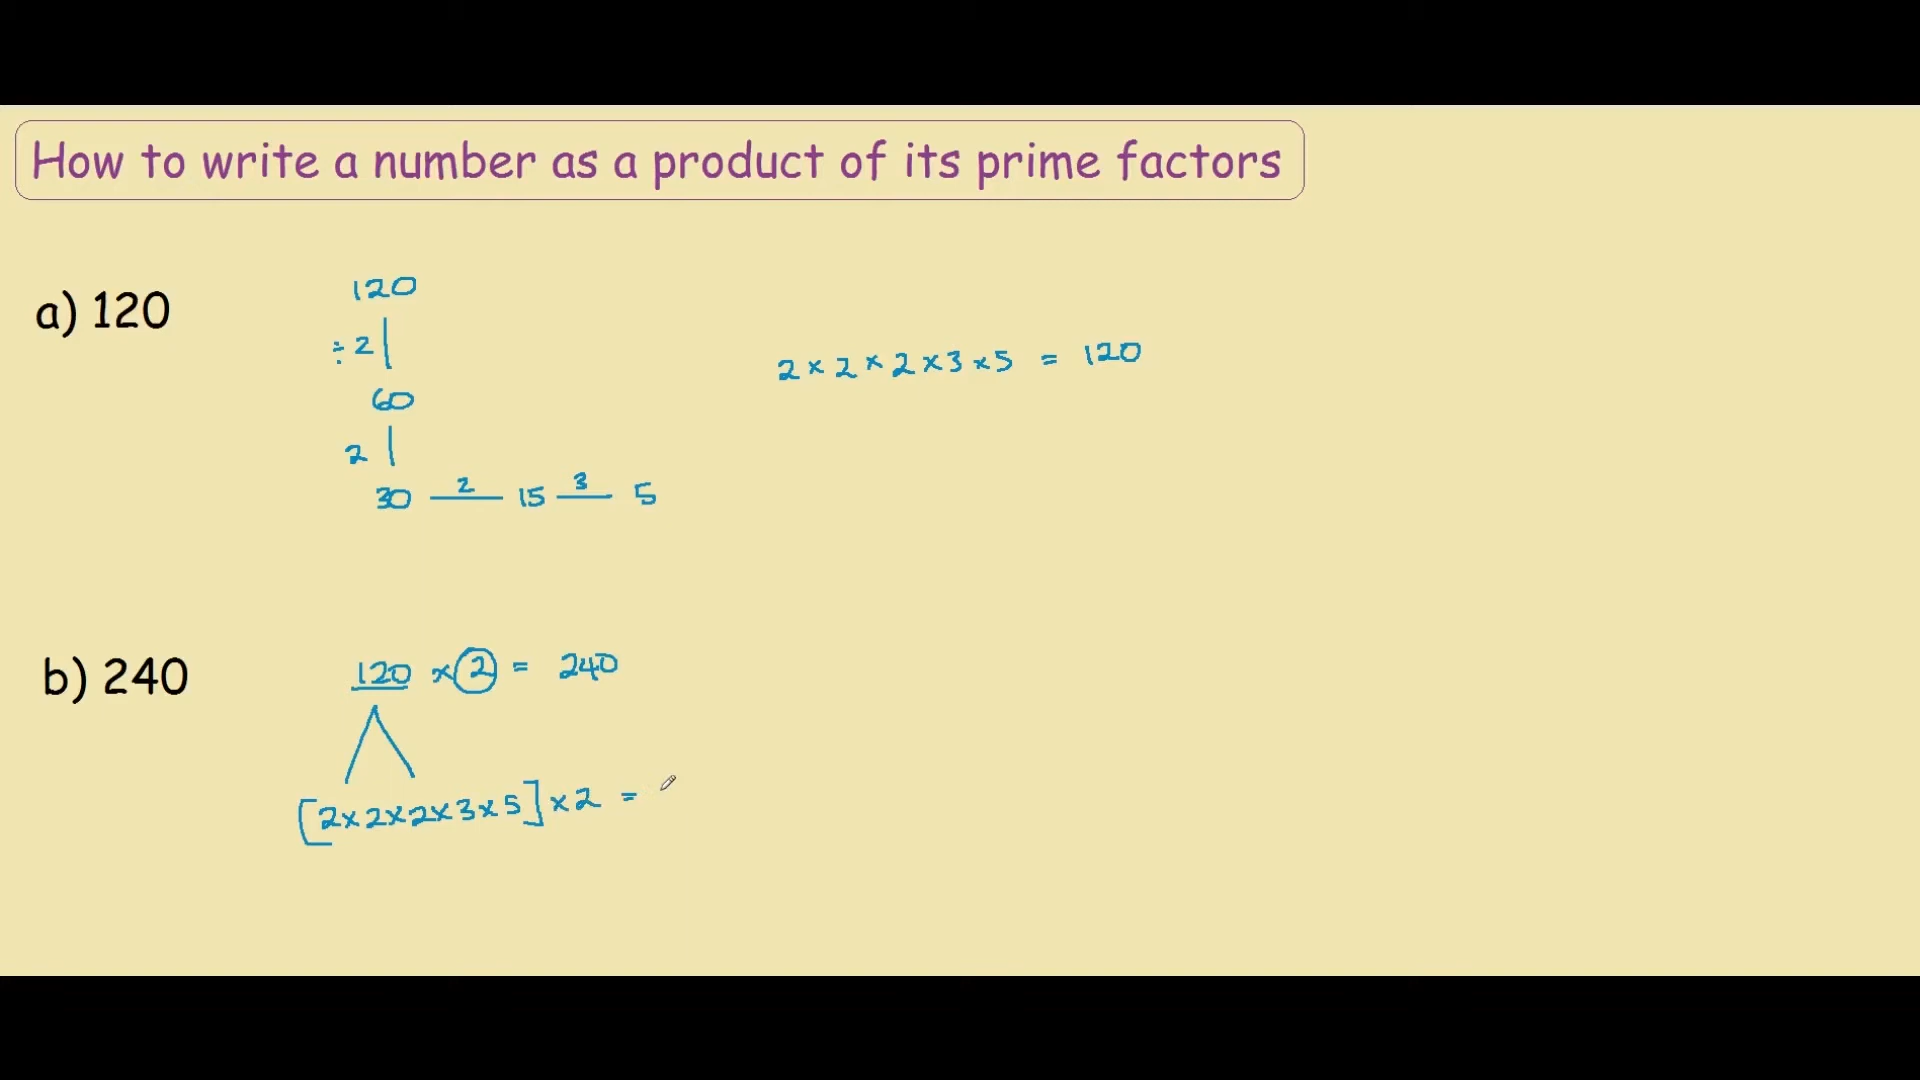 How to write a number as a product of its prime factors
a) 120
120
÷ 2
60
2
30 2 15 3 5
2 × 2 × 2 × 3 × 5 = 120
b) 240
120 × 2 = 240
[2 × 2 × 2 × 3 × 5] × 2 =